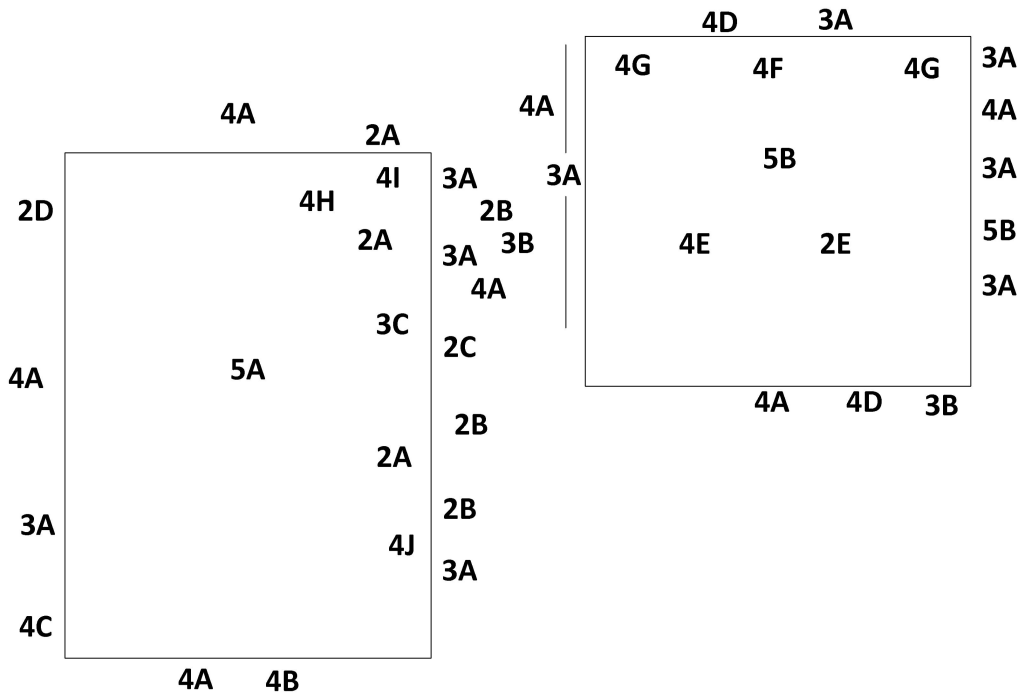 4D 3A
4G 4F 4G 3A
4A 4A
4A
2A
5B
4I 3A 3A 3A
4H
2D 2B
2A 3B 4E 2E 5B
3A
4A 3A
3C
2C
5A
4A
4A 4D 3B
2B
2A
2B
3A
4J
3A
4C
4A 4B